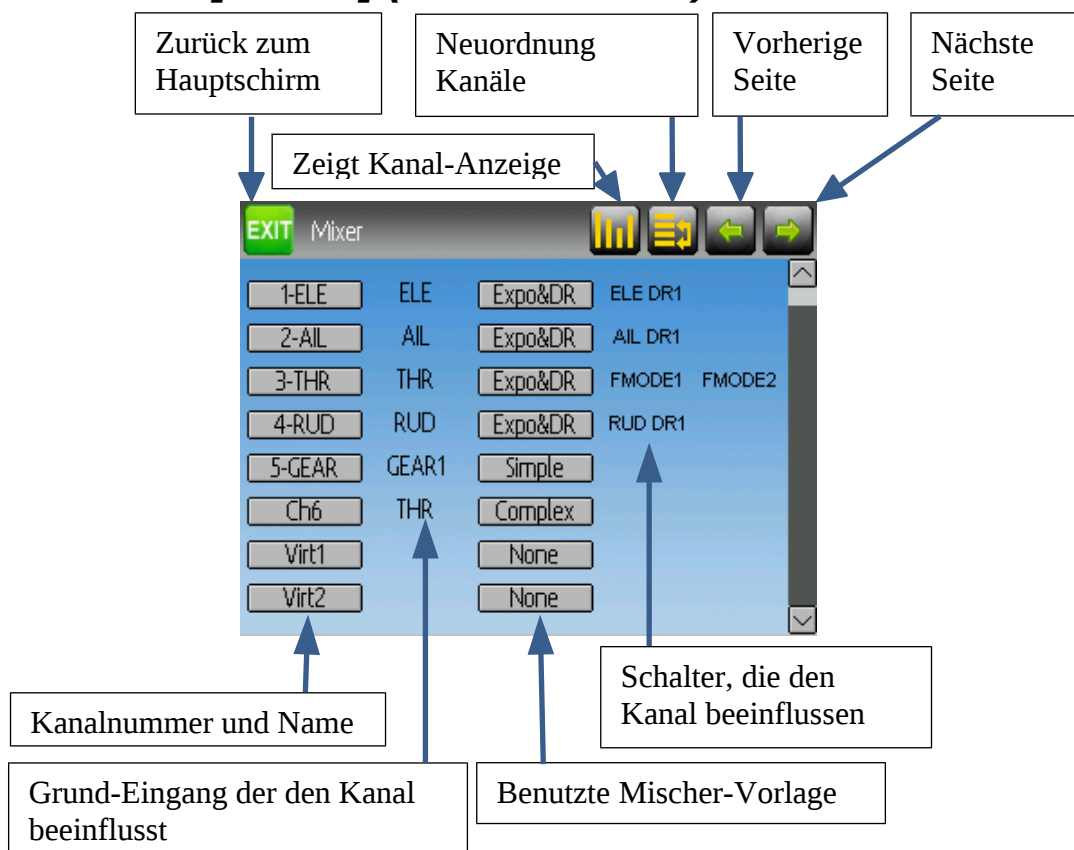 Zurück zum
Hauptschirm
Neuordnung
Kanäle
Vorherige
Seite
Nächste
Seite
Zeigt Kanal-Anzeige
EXIT Mixer
1-ELE ELE Expo&DR ELE DR1
2-AIL AIL Expo&DR AIL DR1
3-THR THR Expo&DR FMODE1 FMODE2
4-RUD RUD Expo&DR RUD DR1
5-GEAR GEAR1 Simple
Ch6 THR Complex
Virt1 None
Virt2 None
Schalter, die den
Kanal beeinflussen
Kanalnummer und Name
Grund-Eingang der den Kanal
beeinflusst
Benutzte Mischer-Vorlage